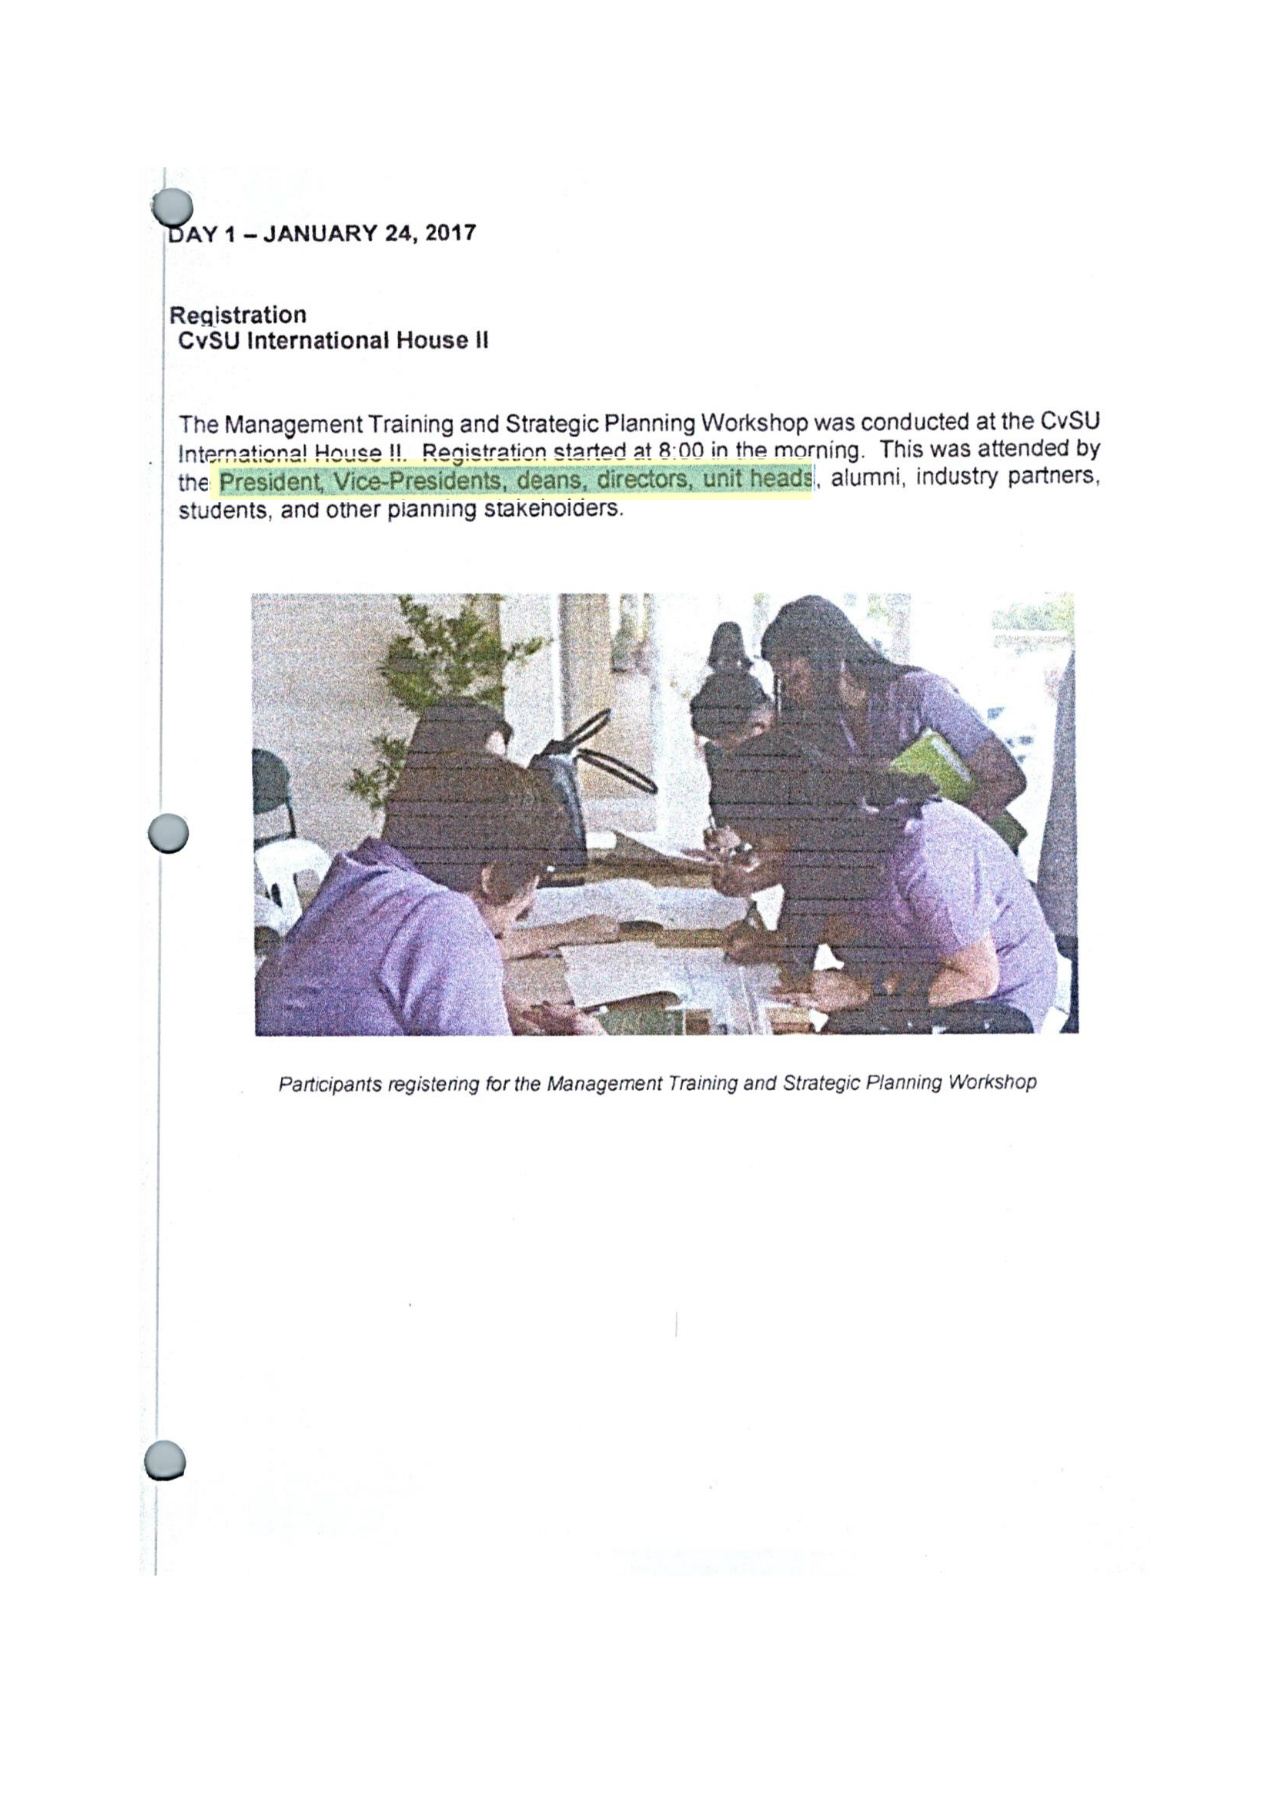 DAY 1 – JANUARY 24, 2017
Registration
CvSU International House II
The Management Training and Strategic Planning Workshop was conducted at the CvSU
International House II. Registration started at 8:00 in the morning. This was attended by
the President, Vice-Presidents, deans, directors, unit heads, alumni, industry partners,
students, and other planning stakeholders.
Participants registering for the Management Training and Strategic Planning Workshop